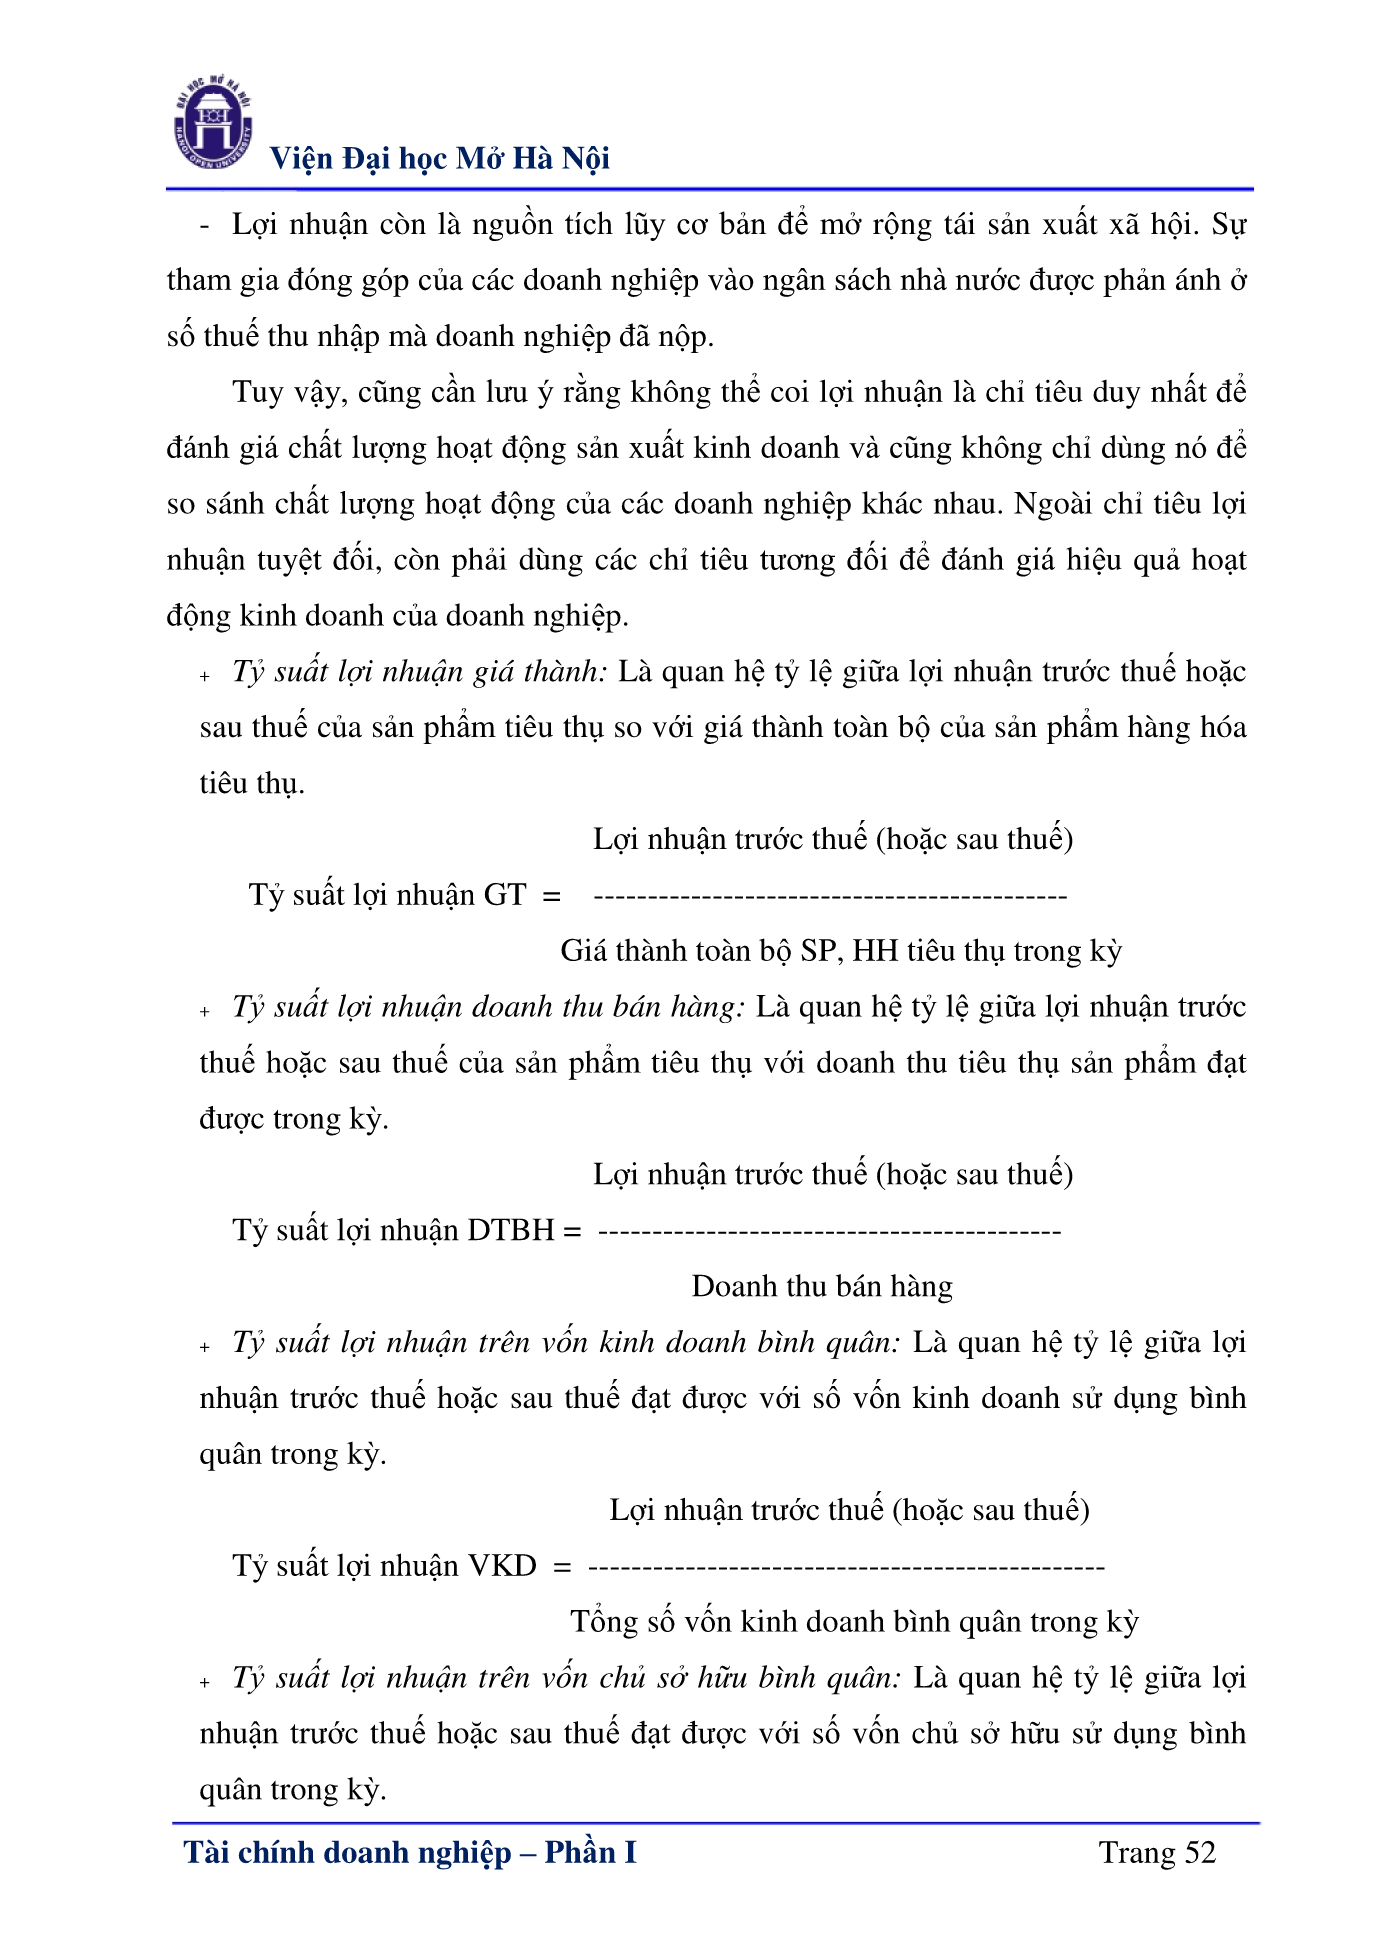 ĐẠI HỌC MỞ HÀ NỘI
HANOI OPEN UNIVERSITY
Viện Đại học Mở Hà Nội
- Lợi nhuận còn là nguồn tích lũy cơ bản để mở rộng tái sản xuất xã hội. Sự
tham gia đóng góp của các doanh nghiệp vào ngân sách nhà nước được phản ánh ở
số thuế thu nhập mà doanh nghiệp đã nộp.
Tuy vậy, cũng cần lưu ý rằng không thể coi lợi nhuận là chỉ tiêu duy nhất để
đánh giá chất lượng hoạt động sản xuất kinh doanh và cũng không chỉ dùng nó để
so sánh chất lượng hoạt động của các doanh nghiệp khác nhau. Ngoài chỉ tiêu lợi
nhuận tuyệt đối, còn phải dùng các chỉ tiêu tương đối để đánh giá hiệu quả hoạt
động kinh doanh của doanh nghiệp.
+ Tỷ suất lợi nhuận giá thành: Là quan hệ tỷ lệ giữa lợi nhuận trước thuế hoặc
sau thuế của sản phẩm tiêu thụ so với giá thành toàn bộ của sản phẩm hàng hóa
tiêu thụ.
Lợi nhuận trước thuế (hoặc sau thuế)
Tỷ suất lợi nhuận GT = --------------------------------------------
Giá thành toàn bộ SP, HH tiêu thụ trong kỳ
+ Tỷ suất lợi nhuận doanh thu bán hàng: Là quan hệ tỷ lệ giữa lợi nhuận trước
thuế hoặc sau thuế của sản phẩm tiêu thụ với doanh thu tiêu thụ sản phẩm đạt
được trong kỳ.
Lợi nhuận trước thuế (hoặc sau thuế)
Tỷ suất lợi nhuận DTBH = -------------------------------------------
Doanh thu bán hàng
+ Tỷ suất lợi nhuận trên vốn kinh doanh bình quân: Là quan hệ tỷ lệ giữa lợi
nhuận trước thuế hoặc sau thuế đạt được với số vốn kinh doanh sử dụng bình
quân trong kỳ.
Lợi nhuận trước thuế (hoặc sau thuế)
Tỷ suất lợi nhuận VKD = ------------------------------------------------
Tổng số vốn kinh doanh bình quân trong kỳ
+ Tỷ suất lợi nhuận trên vốn chủ sở hữu bình quân: Là quan hệ tỷ lệ giữa lợi
nhuận trước thuế hoặc sau thuế đạt được với số vốn chủ sở hữu sử dụng bình
quân trong kỳ.
Tài chính doanh nghiệp – Phần I Trang 52